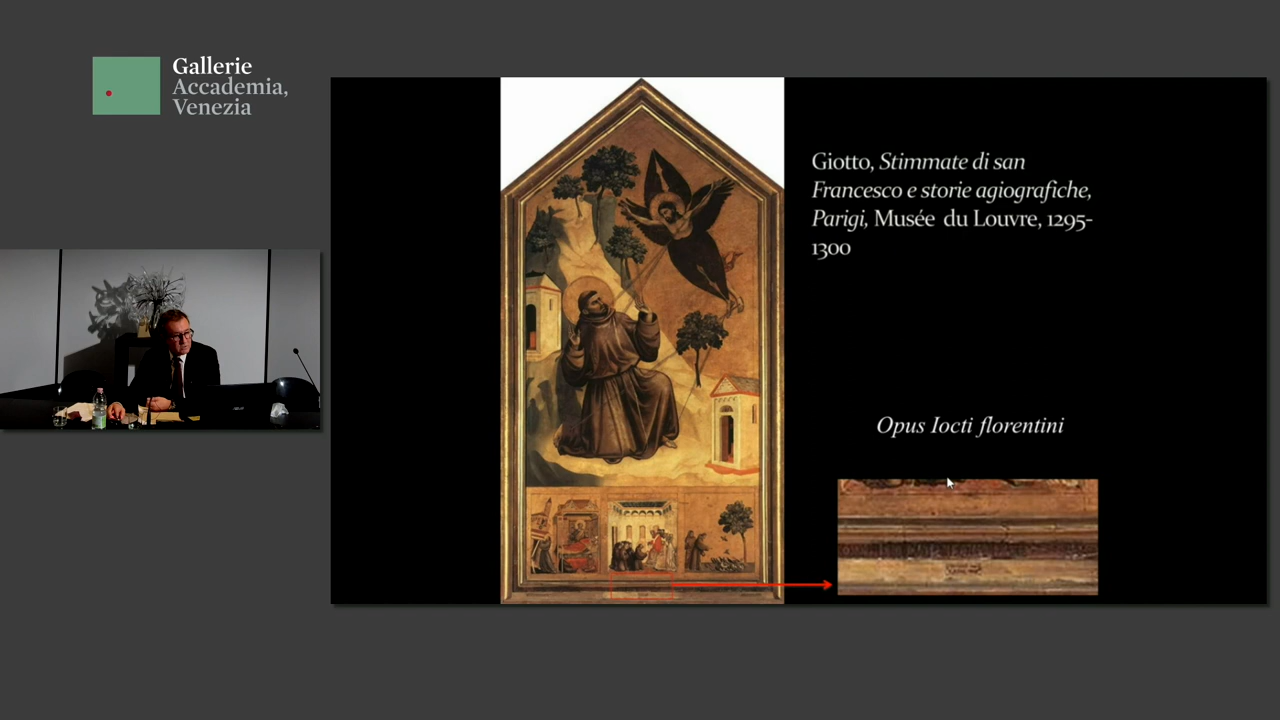 Gallerie
Accademia,
Venezia
Giotto, Stimmate di san
Francesco e storie agiografiche,
Parigi, Musée du Louvre, 1295-
1300
Opus Iocti florentini